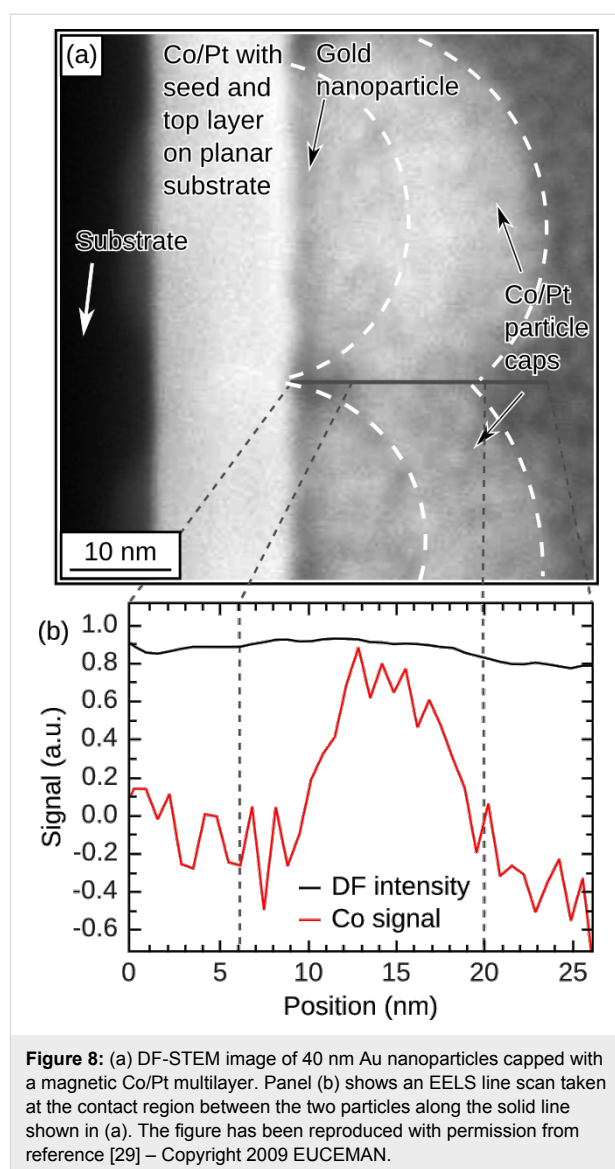 (a)
Co/Pt with
seed and
top layer
on planar
substrate
Gold
nanoparticle
Substrate
Co/Pt
particle
caps
10 nm
(b)
1.0
0.8
0.4
0.2
0.0
-0.2
-0.4
-0.6
Signal (a.u.)
DF intensity
Co signal
0 5 10 15 20 25
Position (nm)
Figure 8: (a) DF-STEM image of 40 nm Au nanoparticles capped with
a magnetic Co/Pt multilayer. Panel (b) shows an EELS line scan taken
at the contact region between the two particles along the solid line
shown in (a). The figure has been reproduced with permission from
reference [29] – Copyright 2009 EUCEMAN.